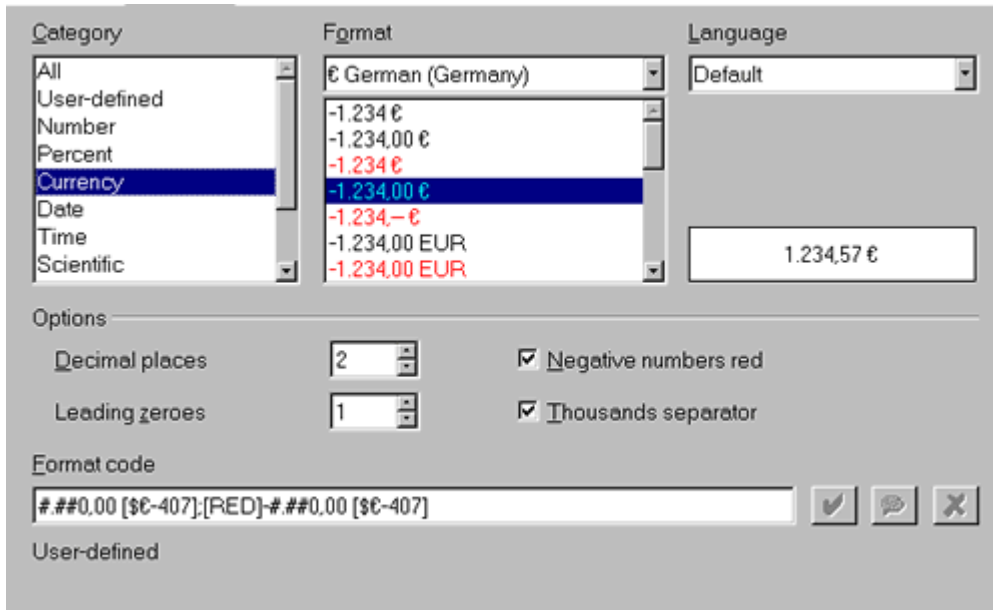 Category
All
User-defined
Number
Percent
Currency
Date
Time
Scientific
Format
€ German (Germany)
-1.234 €
-1.234,00 €
-1.234 €
-1.234,00 €
-1.234,-- €
-1.234,00 EUR
-1.234,00 EUR
Language
Default
1.234,57 €
Options
Decimal places
2
Negative numbers red
Leading zeroes
1
Thousands separator
Format code
#.##0,00 [$€-407];[RED]-#.##0,00 [$€-407]
User-defined